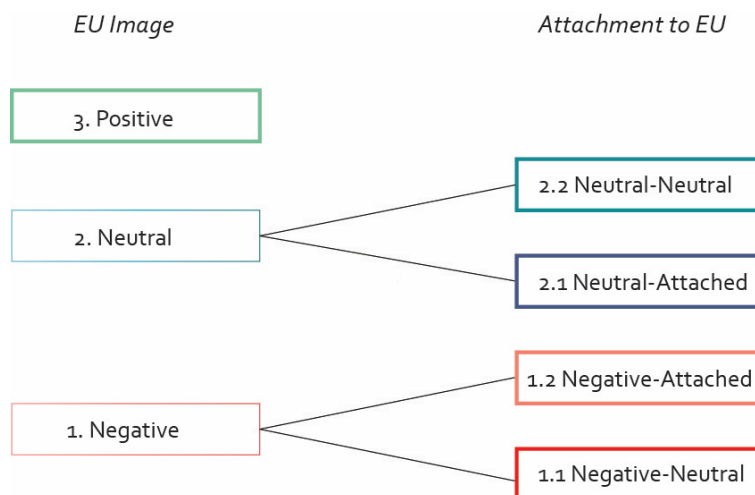 EU Image
Attachment to EU
3. Positive
2.2 Neutral-Neutral
2. Neutral
2.1 Neutral-Attached
1.2 Negative-Attached
1. Negative
1.1 Negative-Neutral